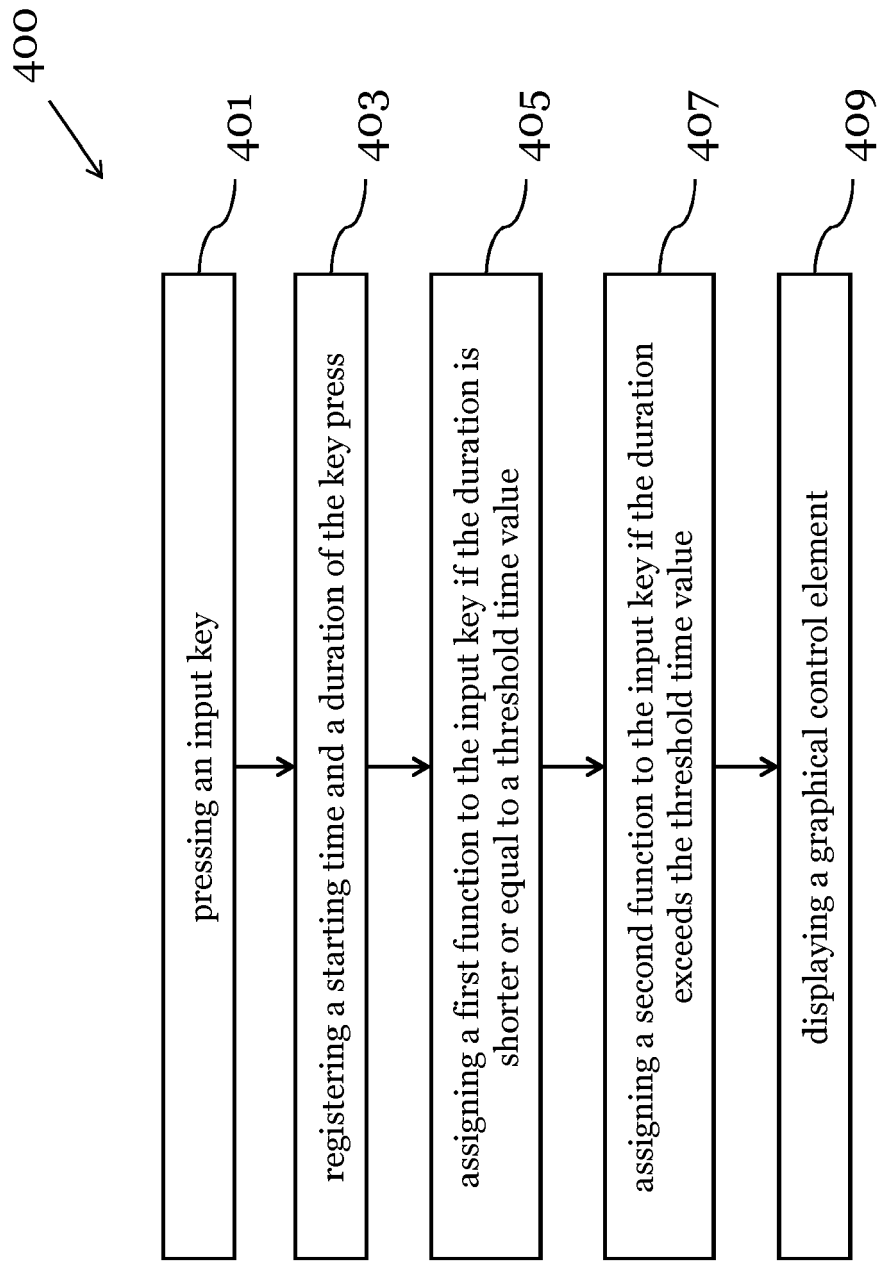 400
pressing an input key
401
registering a starting time and a duration of the key press
403
assigning a first function to the input key if the duration is
shorter or equal to a threshold time value
405
assigning a second function to the input key if the duration
exceeds the threshold time value
407
displaying a graphical control element
409